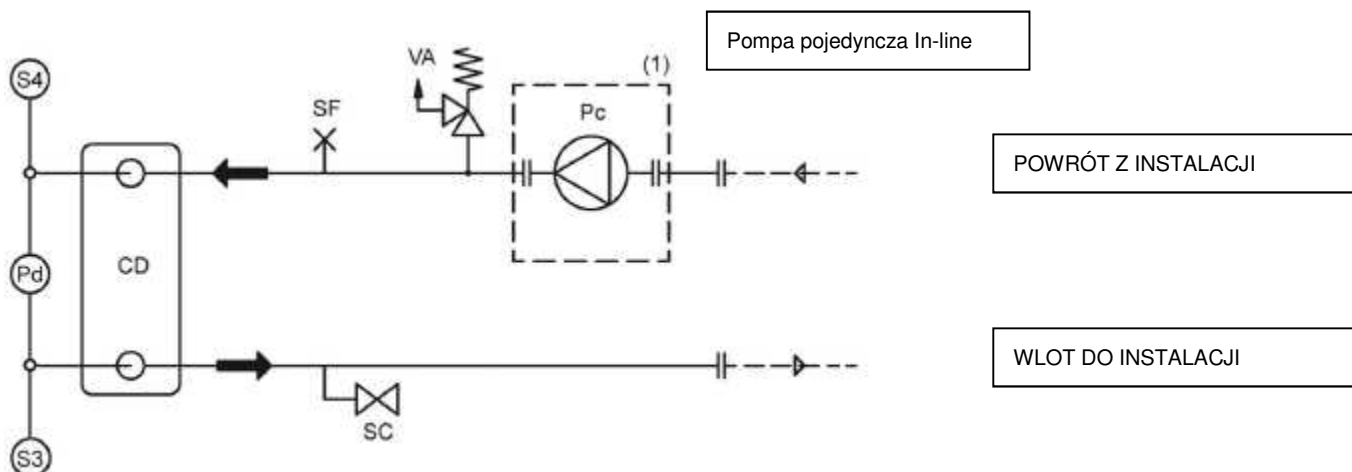 Pompa pojedyncza In-line
VA
(1)
S4
SF
Pc
POWRÓT Z INSTALACJI
Pd
CD
WLOT DO INSTALACJI
SC
S3